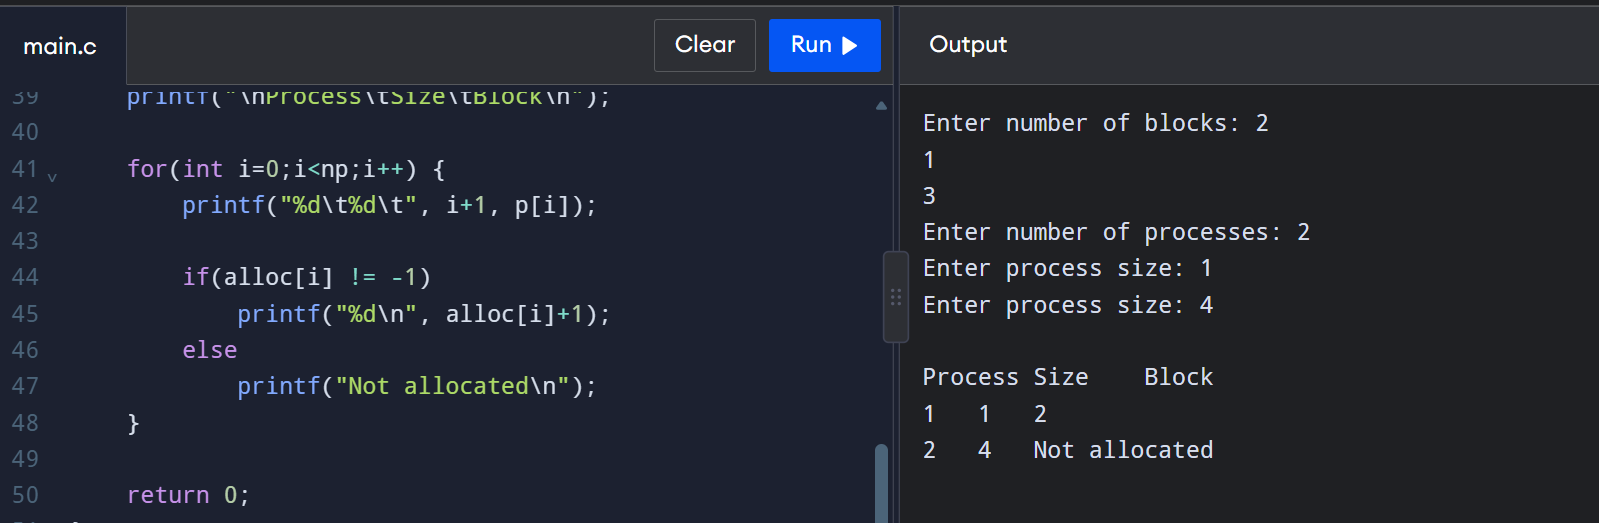 main.c
Clear
Run
39 printf("\nProcess\tSize\tBlock\n");
40
41 for(int i=0;i<np;i++) {
42 printf("%d\t%d\t", i+1, p[i]);
43
44 if(alloc[i] != -1)
45 printf("%d\n", alloc[i]+1);
46 else
47 printf("Not allocated\n");
48 }
49
50 return 0;
Output
Enter number of blocks: 2
1
3
Enter number of processes: 2
Enter process size: 1
Enter process size: 4
Process Size Block
1 1 2
2 4 Not allocated